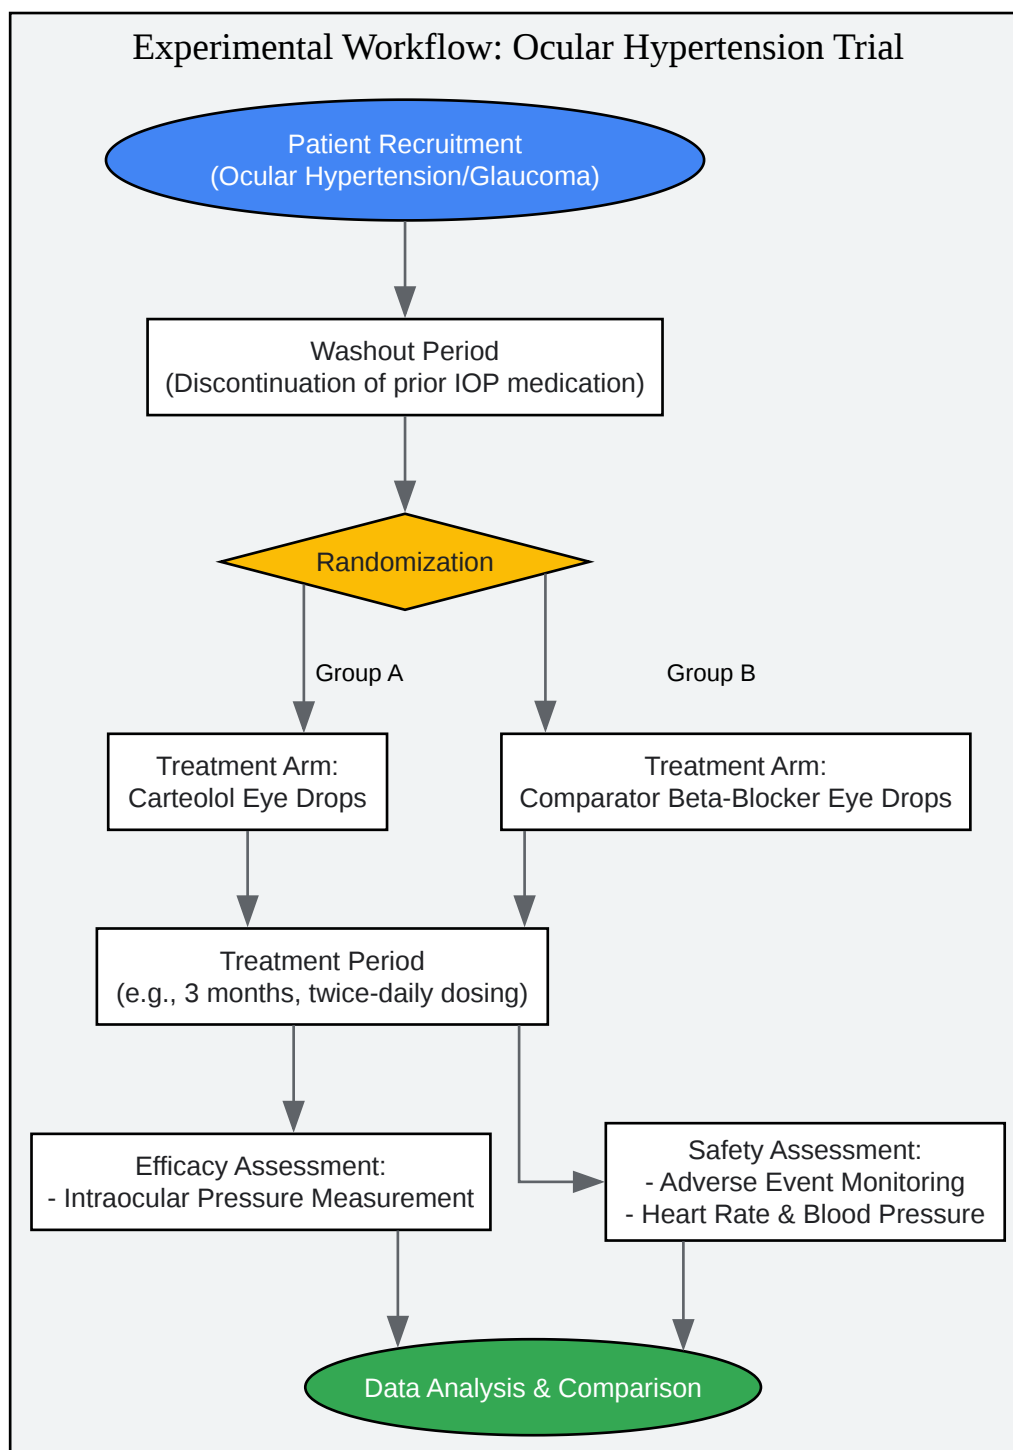 Experimental Workflow: Ocular Hypertension Trial
Patient Recruitment
(Ocular Hypertension/Glaucoma)
Washout Period
(Discontinuation of prior IOP medication)
Randomization
Group A
Group B
Treatment Arm:
Carteolol Eye Drops
Treatment Arm:
Comparator Beta-Blocker Eye Drops
Treatment Period
(e.g., 3 months, twice-daily dosing)
Efficacy Assessment:
- Intraocular Pressure Measurement
Safety Assessment:
- Adverse Event Monitoring
- Heart Rate & Blood Pressure
Data Analysis & Comparison